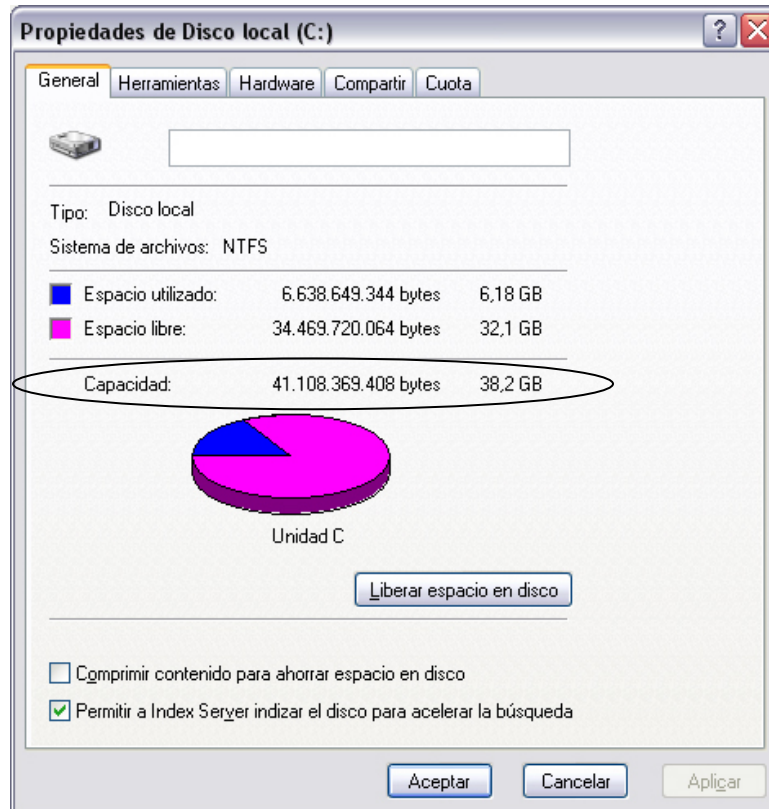 Propiedades de Disco local (C:)
General Herramientas Hardware Compartir Cuota
Tipo: Disco local
Sistema de archivos: NTFS
Espacio utilizado: 6.638.649.344 bytes 6,18 GB
Espacio libre: 34.469.720.064 bytes 32,1 GB
Capacidad: 41.108.369.408 bytes 38,2 GB
Unidad C
Liberar espacio en disco
Comprimir contenido para ahorrar espacio en disco
Permitir a Index Server indizar el disco para acelerar la búsqueda
Aceptar Cancelar Aplicar